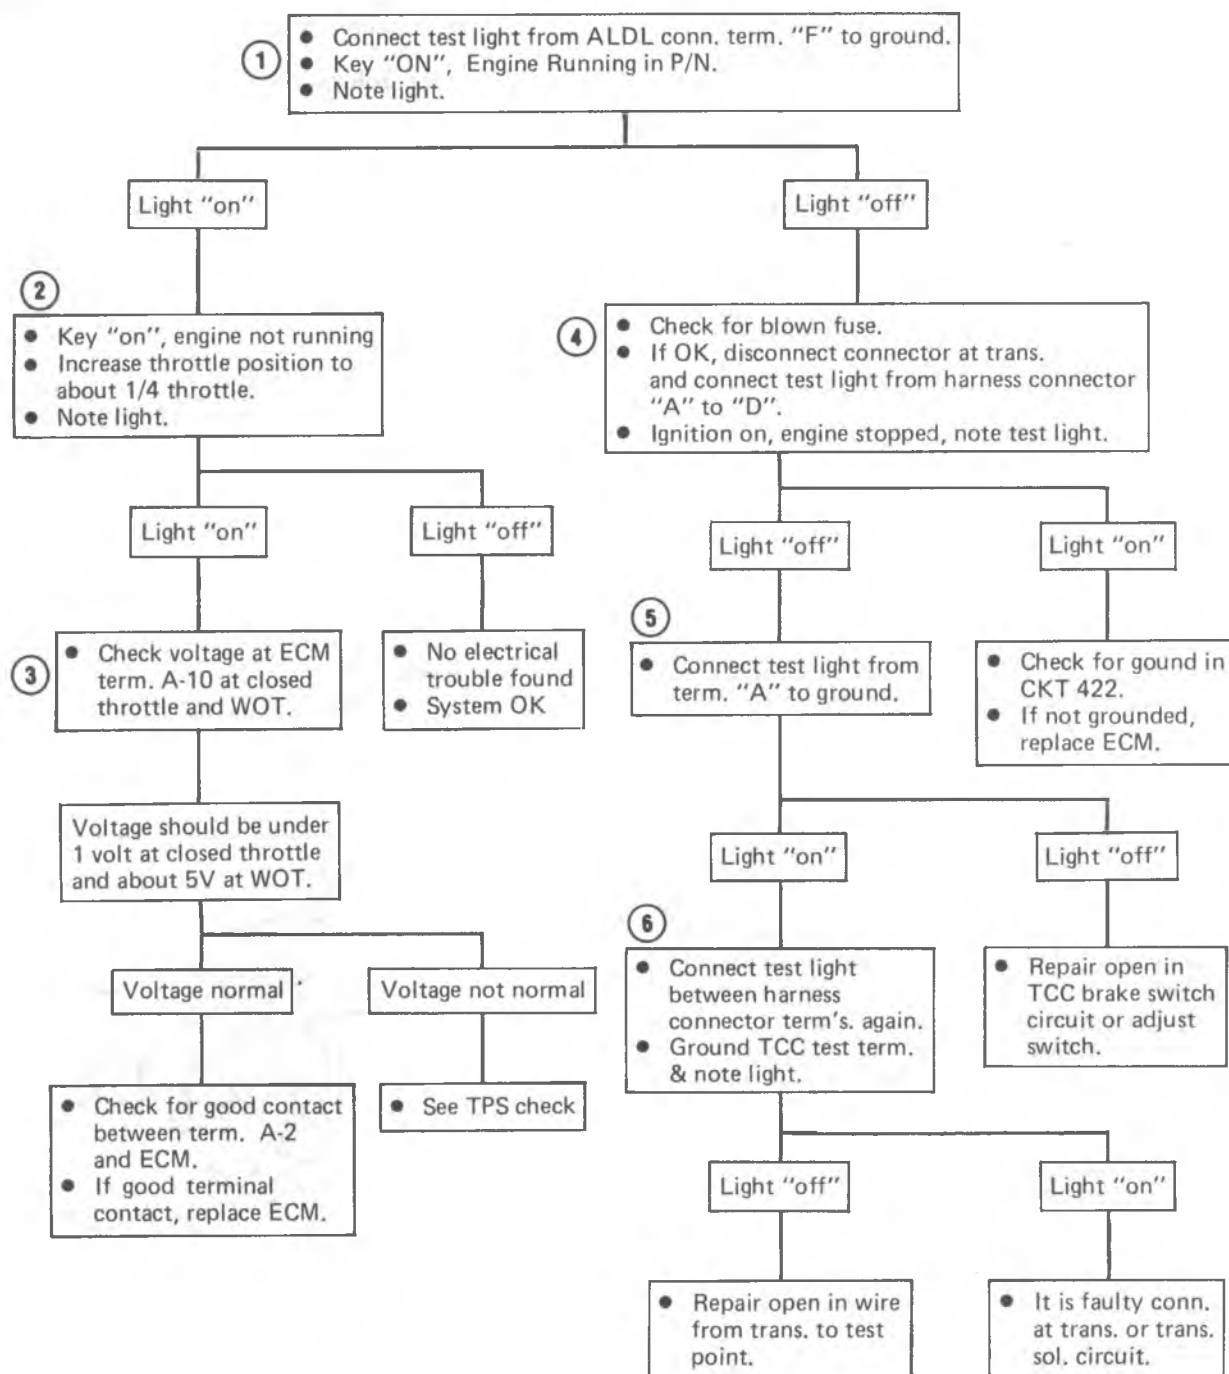 1
● Connect test light from ALDL conn. term. "F" to ground.
● Key "ON", Engine Running in P/N.
● Note light.
Light "on"
Light "off"
2
● Key "on", engine not running
● Increase throttle position to
about 1/4 throttle.
● Note light.
4
● Check for blown fuse.
● If OK, disconnect connector at trans.
and connect test light from harness connector
"A" to "D".
● Ignition on, engine stopped, note test light.
Light "on"
Light "off"
Light "off"
Light "on"
3
● Check voltage at ECM
term. A-10 at closed
throttle and WOT.
● No electrical
trouble found
● System OK
5
● Connect test light from
term. "A" to ground.
● Check for gound in
CKT 422.
● If not grounded,
replace ECM.
Voltage should be under
1 volt at closed throttle
and about 5V at WOT.
Light "on"
Light "off"
Voltage normal
Voltage not normal
6
● Connect test light
between harness
connector term's. again.
● Ground TCC test term.
& note light.
● Repair open in
TCC brake switch
circuit or adjust
switch.
● Check for good contact
between term. A-2
and ECM.
● If good terminal
contact, replace ECM.
● See TPS check
Light "off"
Light "on"
● Repair open in wire
from trans. to test
point.
● It is faulty conn.
at trans. or trans.
sol. circuit.